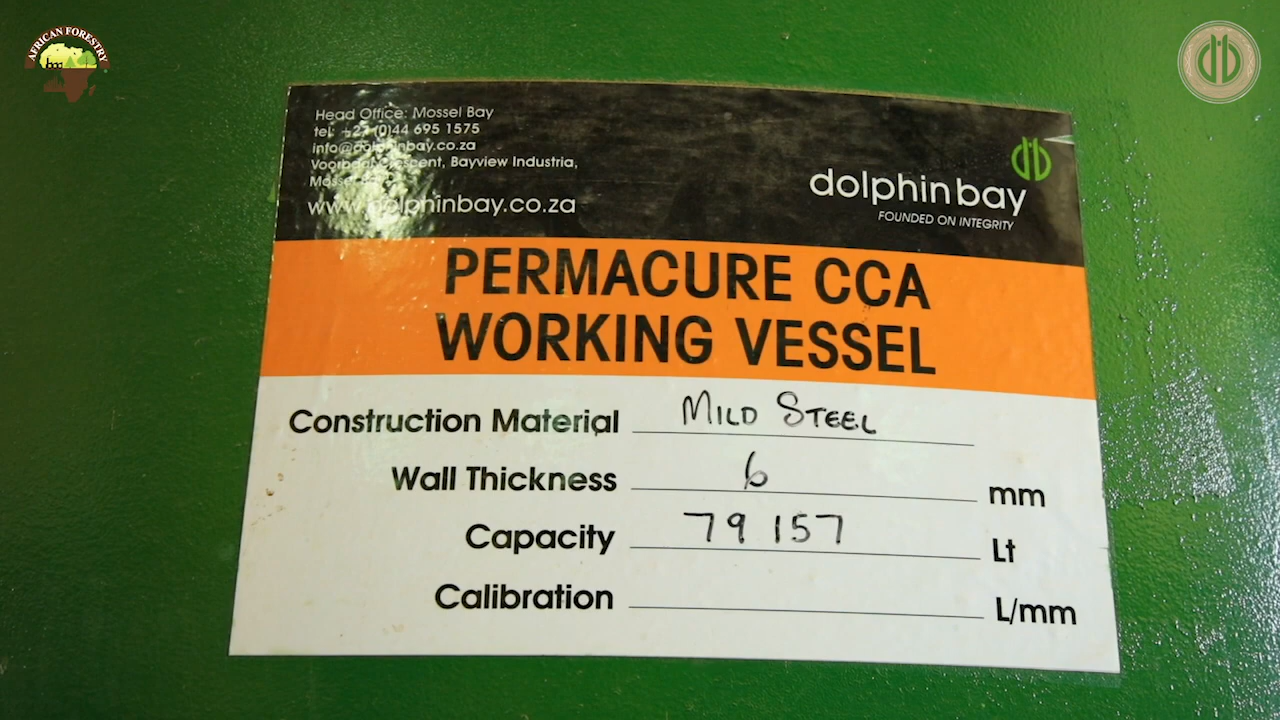 AFRICAN FORESTRY
Head Office: Mossel Bay
tel: +27 (0)44 695 1575
info@dolphinbay.co.za
Crescent, Bayview Industria,
Mossel
www.dolphinbay.co.za
dolphinbay
FOUNDED ON INTEGRITY
PERMACURE CCA
WORKING VESSEL
Construction Material MILD STEEL
Wall Thickness 6 mm
Capacity 79 157 Lt
Calibration L/mm